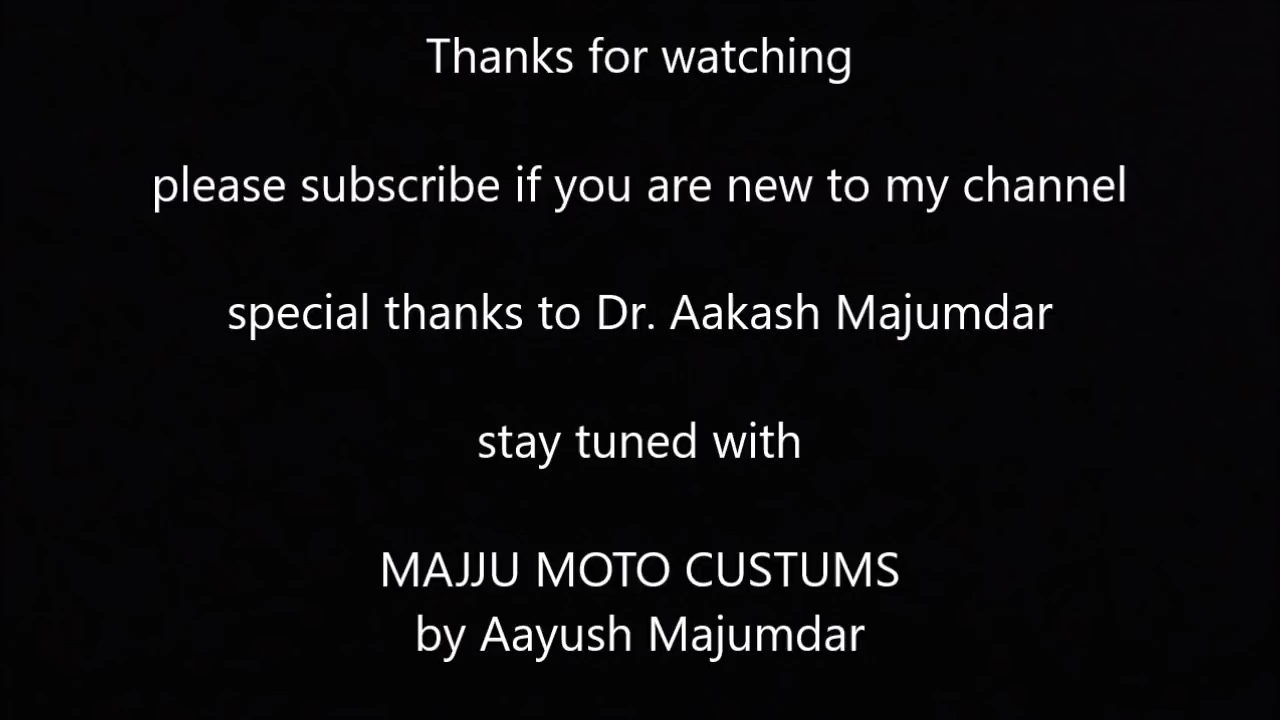 Thanks for watching
please subscribe if you are new to my channel
special thanks to Dr. Aakash Majumdar
stay tuned with
MAJJU MOTO CUSTUMS
by Aayush Majumdar